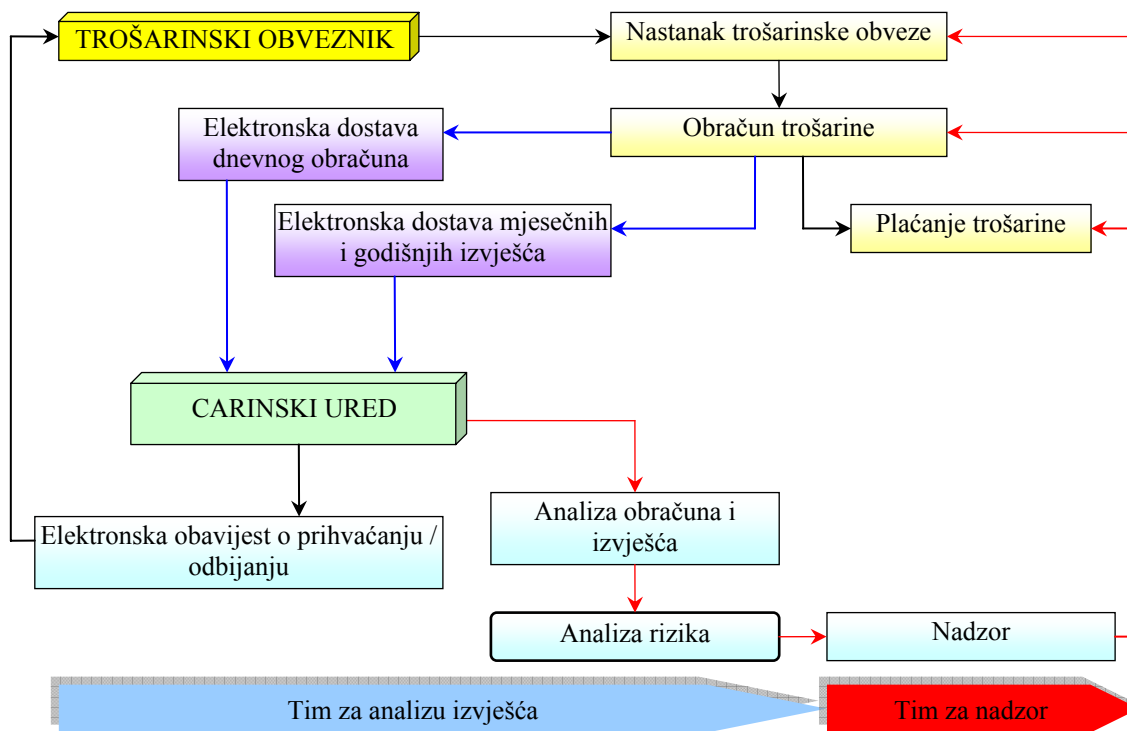 TROŠARINSKI OBVEZNIK
Nastanak trošarinske obveze
Elektronska dostava
dnevnog obračuna
Obračun trošarine
Elektronska dostava mjesečnih
i godišnjih izvješća
Plaćanje trošarine
CARINSKI URED
Elektronska obavijest o prihvaćanju /
odbijanju
Analiza obračuna i
izvješća
Analiza rizika
Nadzor
Tim za analizu izvješća
Tim za nadzor